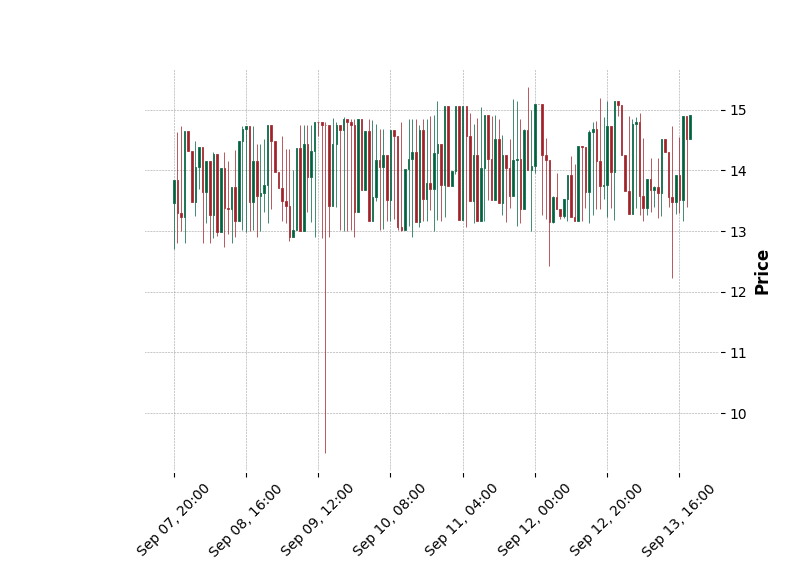 15
14
13
12
11
10
Price
Sep 07, 20:00
Sep 08, 16:00
Sep 09, 12:00
Sep 10, 08:00
Sep 11, 04:00
Sep 12, 00:00
Sep 12, 20:00
Sep 13, 16:00